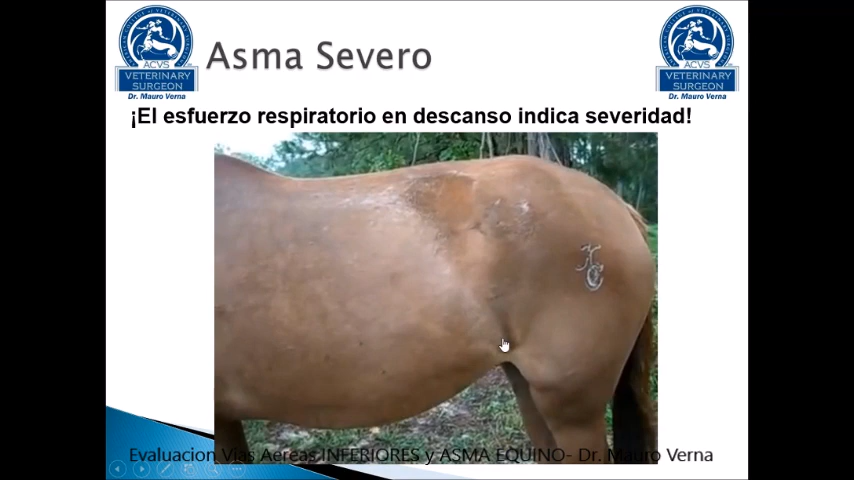 Asma Severo
ACVS
VETERINARY
SURGEON
Dr. Mauro Verna
ACVS
VETERINARY
SURGEON
Dr. Mauro Verna
¡El esfuerzo respiratorio en descanso indica severidad!
Evaluacion Vias Aereas INFERIORES y ASMA EQUINO- Dr. Mauro Verna